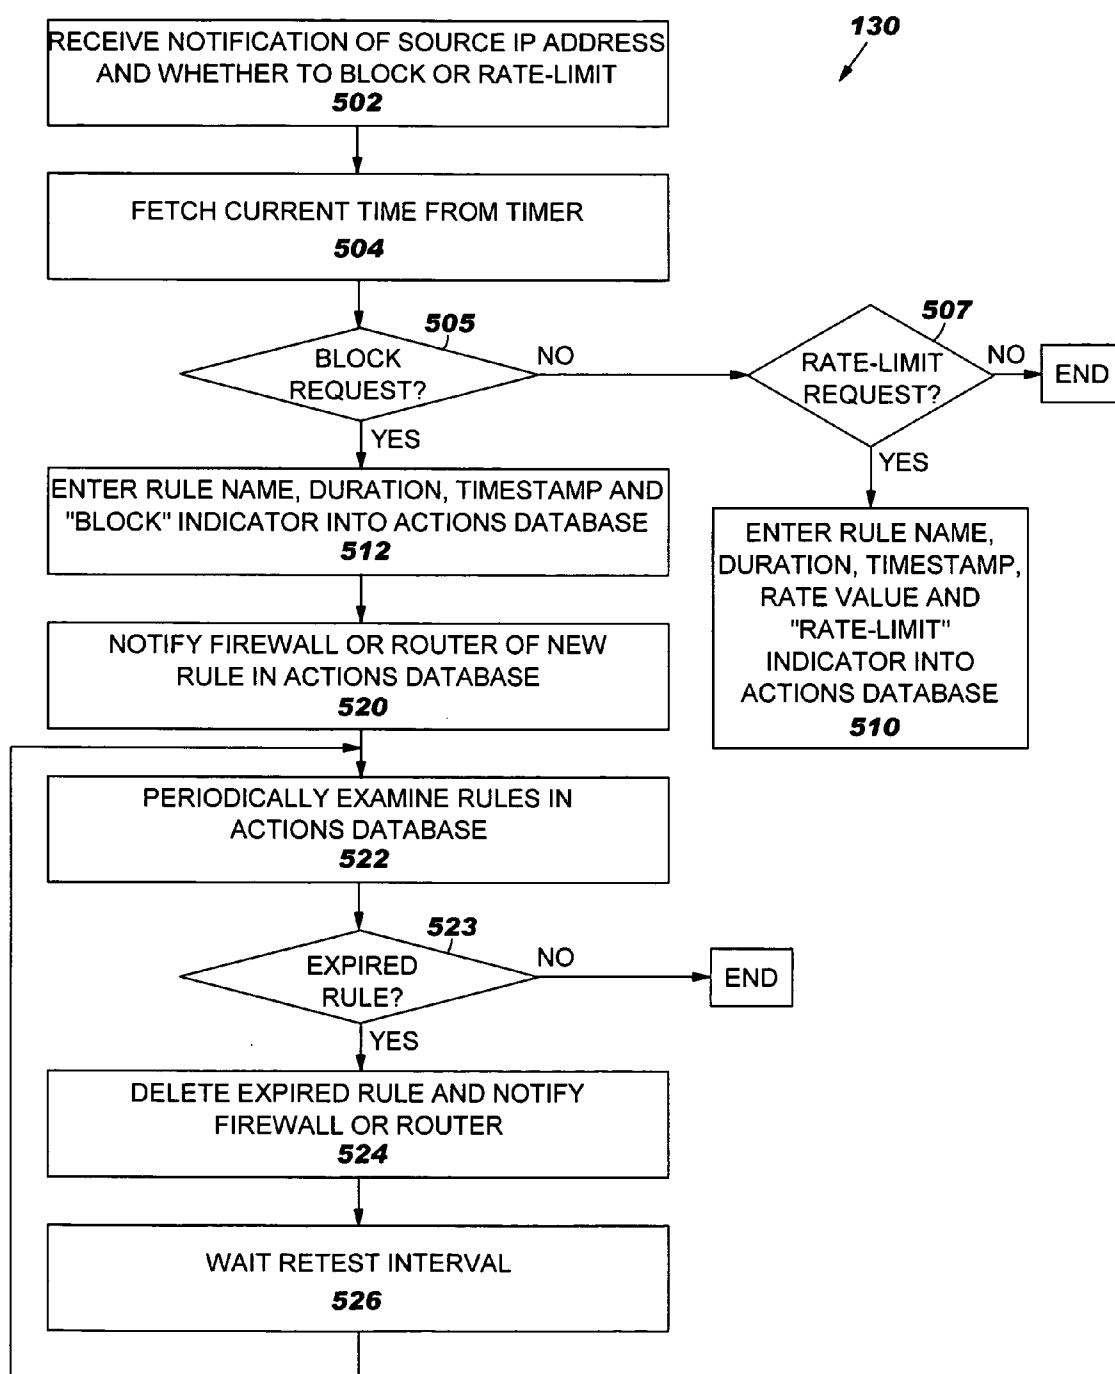 130
RECEIVE NOTIFICATION OF SOURCE IP ADDRESS
AND WHETHER TO BLOCK OR RATE-LIMIT
502
FETCH CURRENT TIME FROM TIMER
504
505
BLOCK
REQUEST?
NO
YES
507
RATE-LIMIT
REQUEST?
NO
END
YES
ENTER RULE NAME, DURATION, TIMESTAMP AND
"BLOCK" INDICATOR INTO ACTIONS DATABASE
512
ENTER RULE NAME,
DURATION, TIMESTAMP,
RATE VALUE AND
"RATE-LIMIT"
INDICATOR INTO
ACTIONS DATABASE
510
NOTIFY FIREWALL OR ROUTER OF NEW
RULE IN ACTIONS DATABASE
520
PERIODICALLY EXAMINE RULES IN
ACTIONS DATABASE
522
523
EXPIRED
RULE?
NO
END
YES
DELETE EXPIRED RULE AND NOTIFY
FIREWALL OR ROUTER
524
WAIT RETEST INTERVAL
526